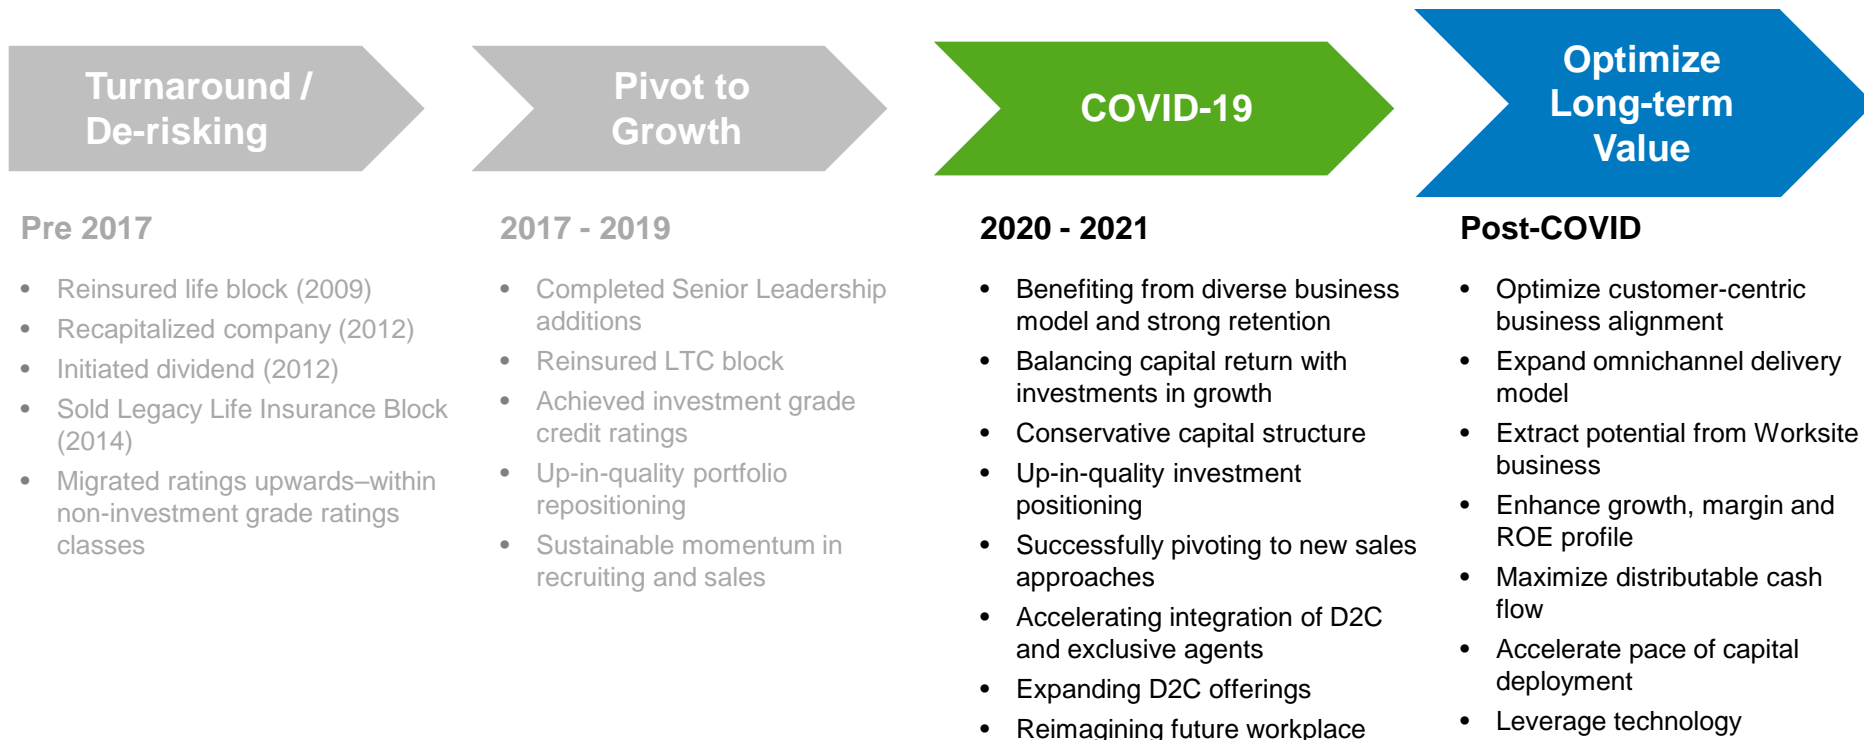 Turnaround /
De-risking
Pivot to
Growth
COVID-19
Optimize
Long-term
Value
Pre 2017
• Reinsured life block (2009)
• Recapitalized company (2012)
• Initiated dividend (2012)
• Sold Legacy Life Insurance Block
(2014)
• Migrated ratings upwards–within
non-investment grade ratings
classes
2017 - 2019
• Completed Senior Leadership
additions
• Reinsured LTC block
• Achieved investment grade
credit ratings
• Up-in-quality portfolio
repositioning
• Sustainable momentum in
recruiting and sales
2020 - 2021
• Benefiting from diverse business
model and strong retention
• Balancing capital return with
investments in growth
• Conservative capital structure
• Up-in-quality investment
positioning
• Successfully pivoting to new sales
approaches
• Accelerating integration of D2C
and exclusive agents
• Expanding D2C offerings
• Reimagining future workplace
Post-COVID
• Optimize customer-centric
business alignment
• Expand omnichannel delivery
model
• Extract potential from Worksite
business
• Enhance growth, margin and
ROE profile
• Maximize distributable cash
flow
• Accelerate pace of capital
deployment
• Leverage technology